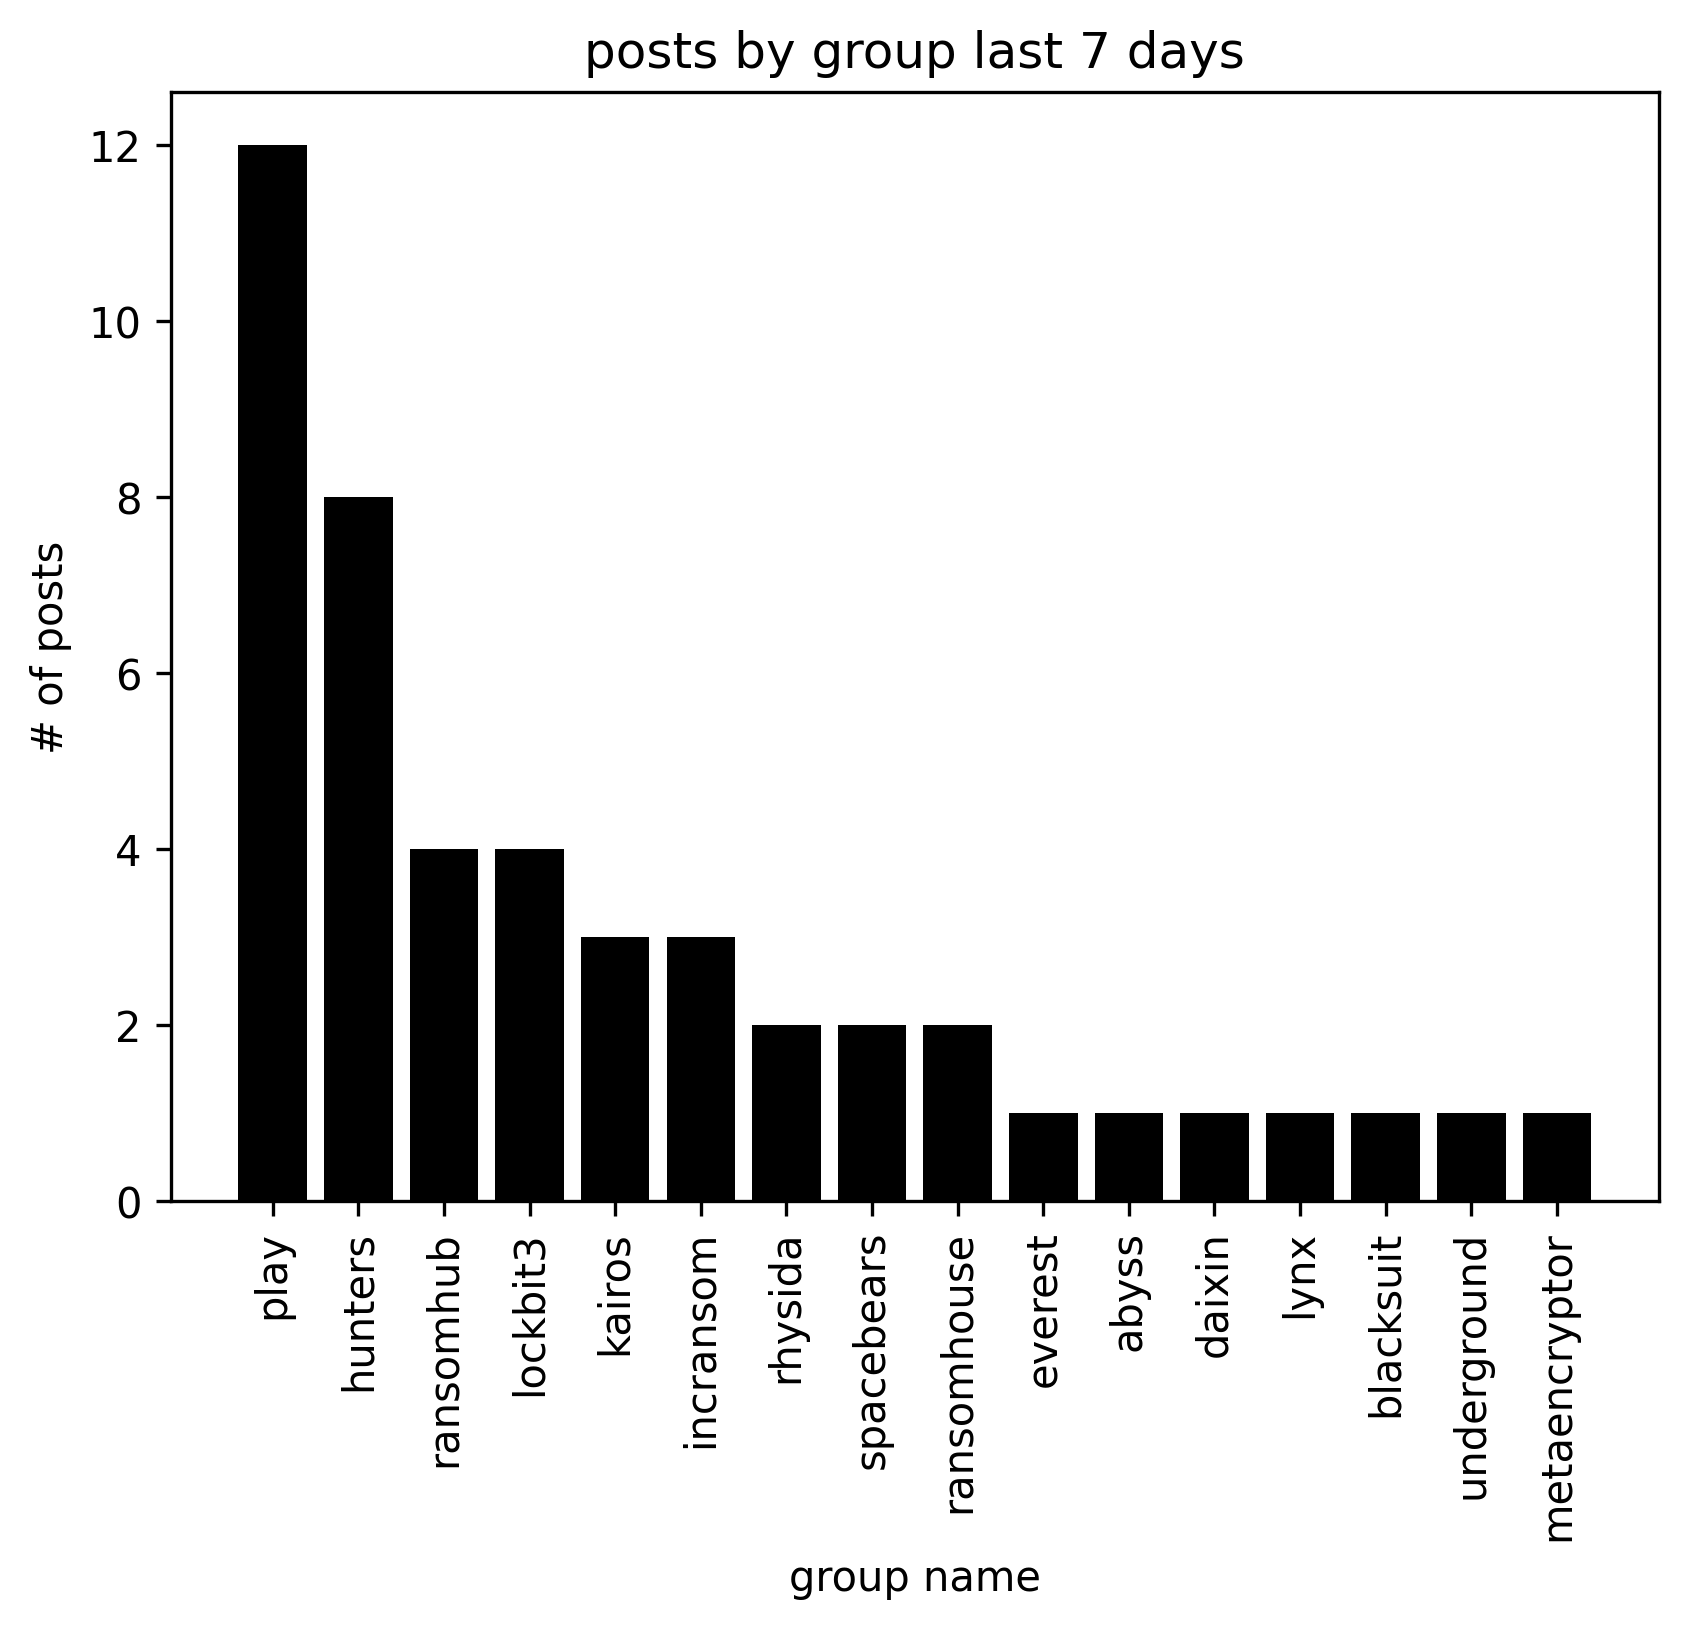 posts by group last 7 days
12
10
8
6
4
2
0
# of posts
play
hunters
ransomhub
lockbit3
kairos
incransom
rhysida
spacebears
ransomhouse
everest
abyss
daixin
lynx
blacksuit
underground
metaencryptor
group name